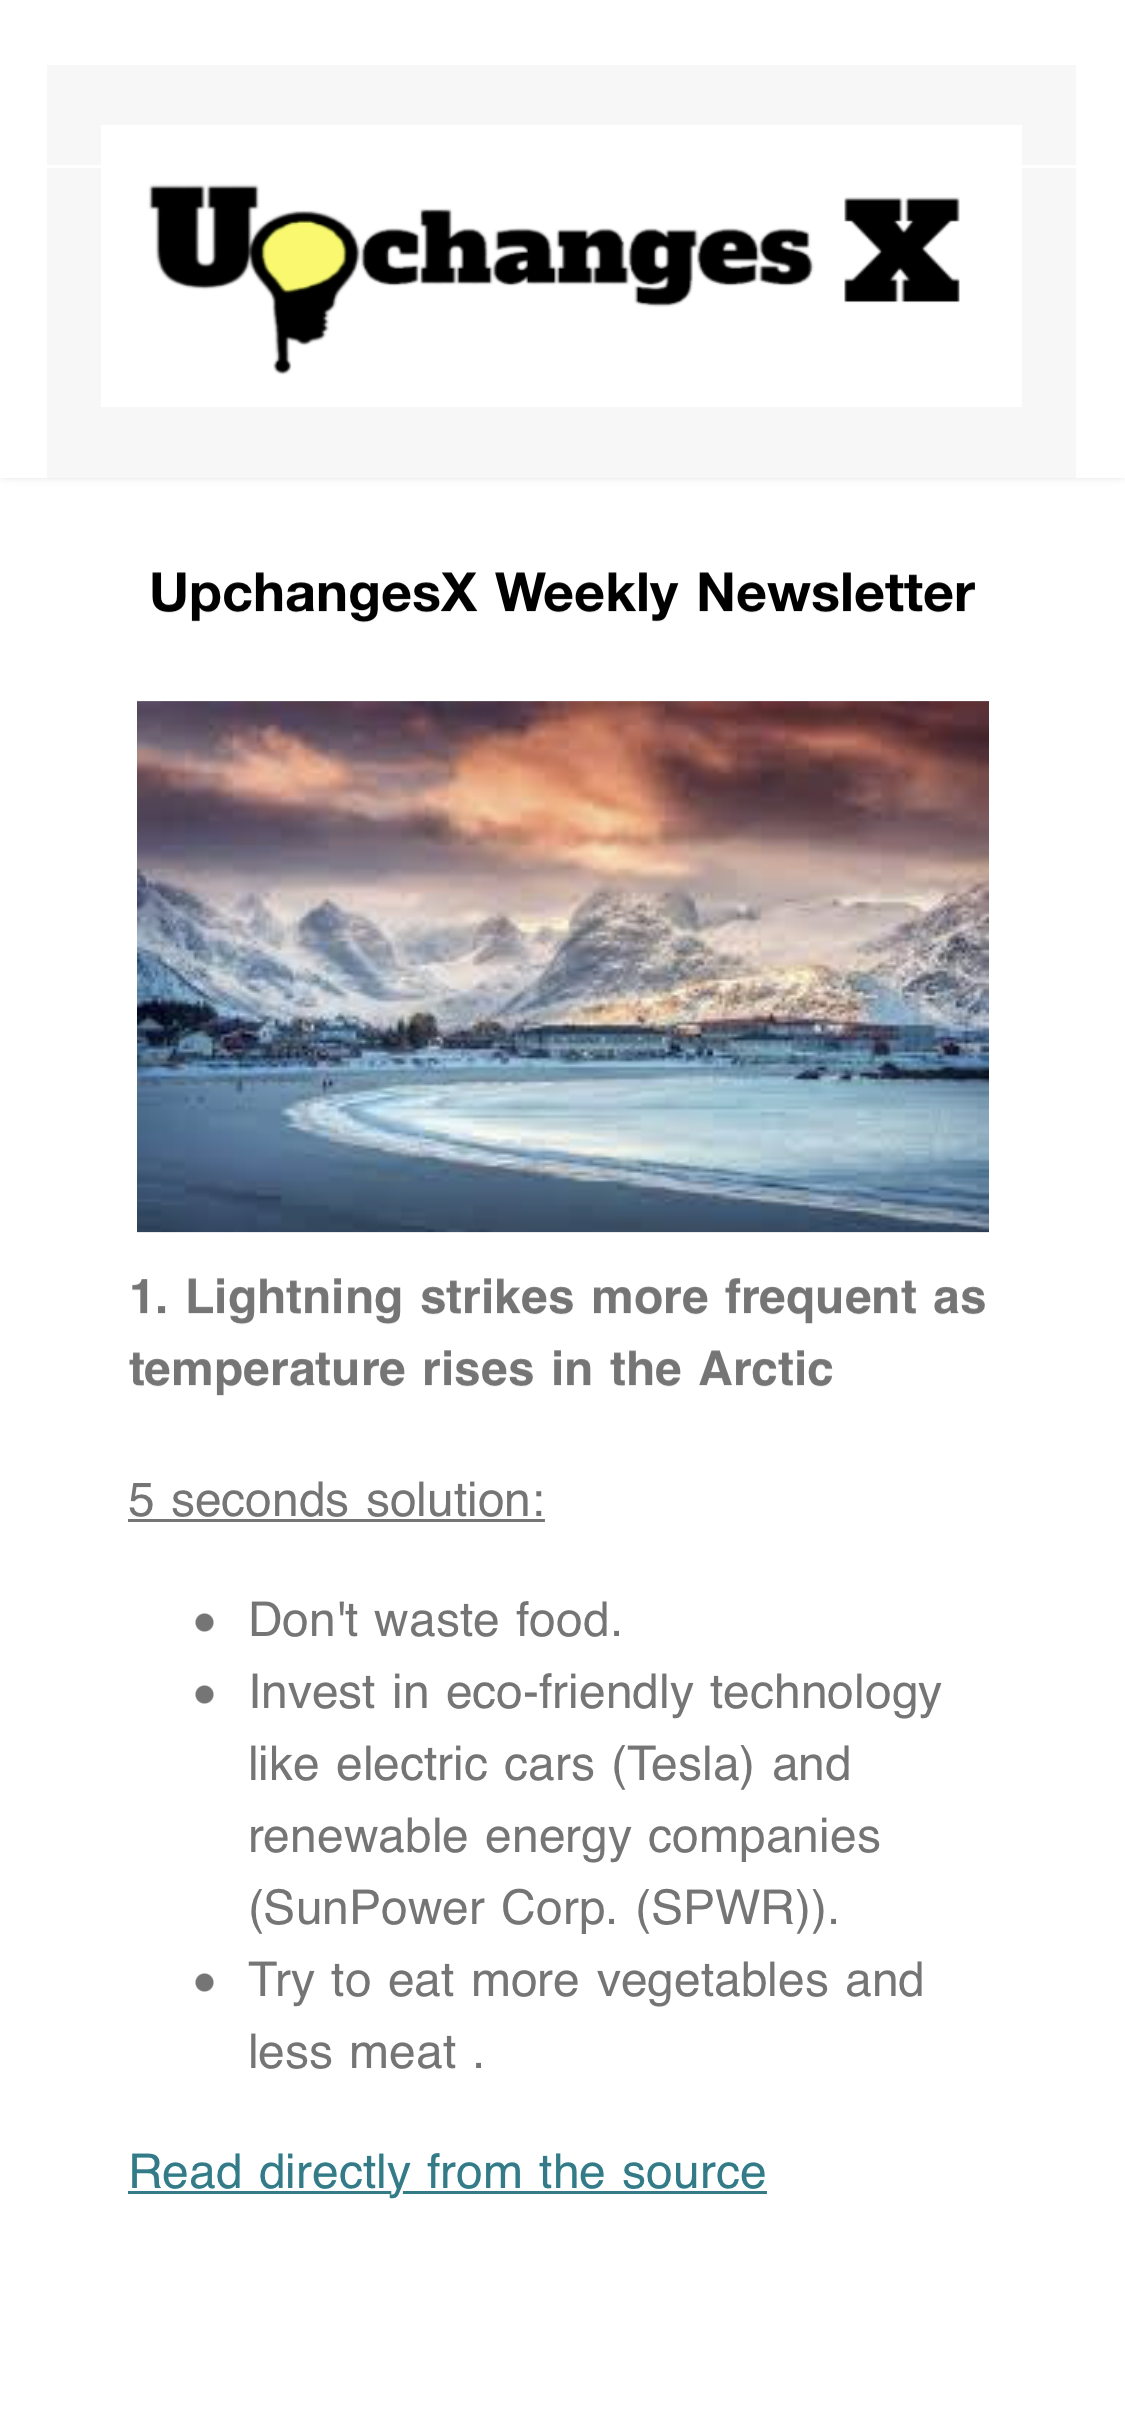 Upchanges X
UpchangesX Weekly Newsletter
1. Lightning strikes more frequent as
temperature rises in the Arctic
5 seconds solution:
● Don't waste food.
● Invest in eco-friendly technology
like electric cars (Tesla) and
renewable energy companies
(SunPower Corp. (SPWR)).
● Try to eat more vegetables and
less meat .
Read directly from the source